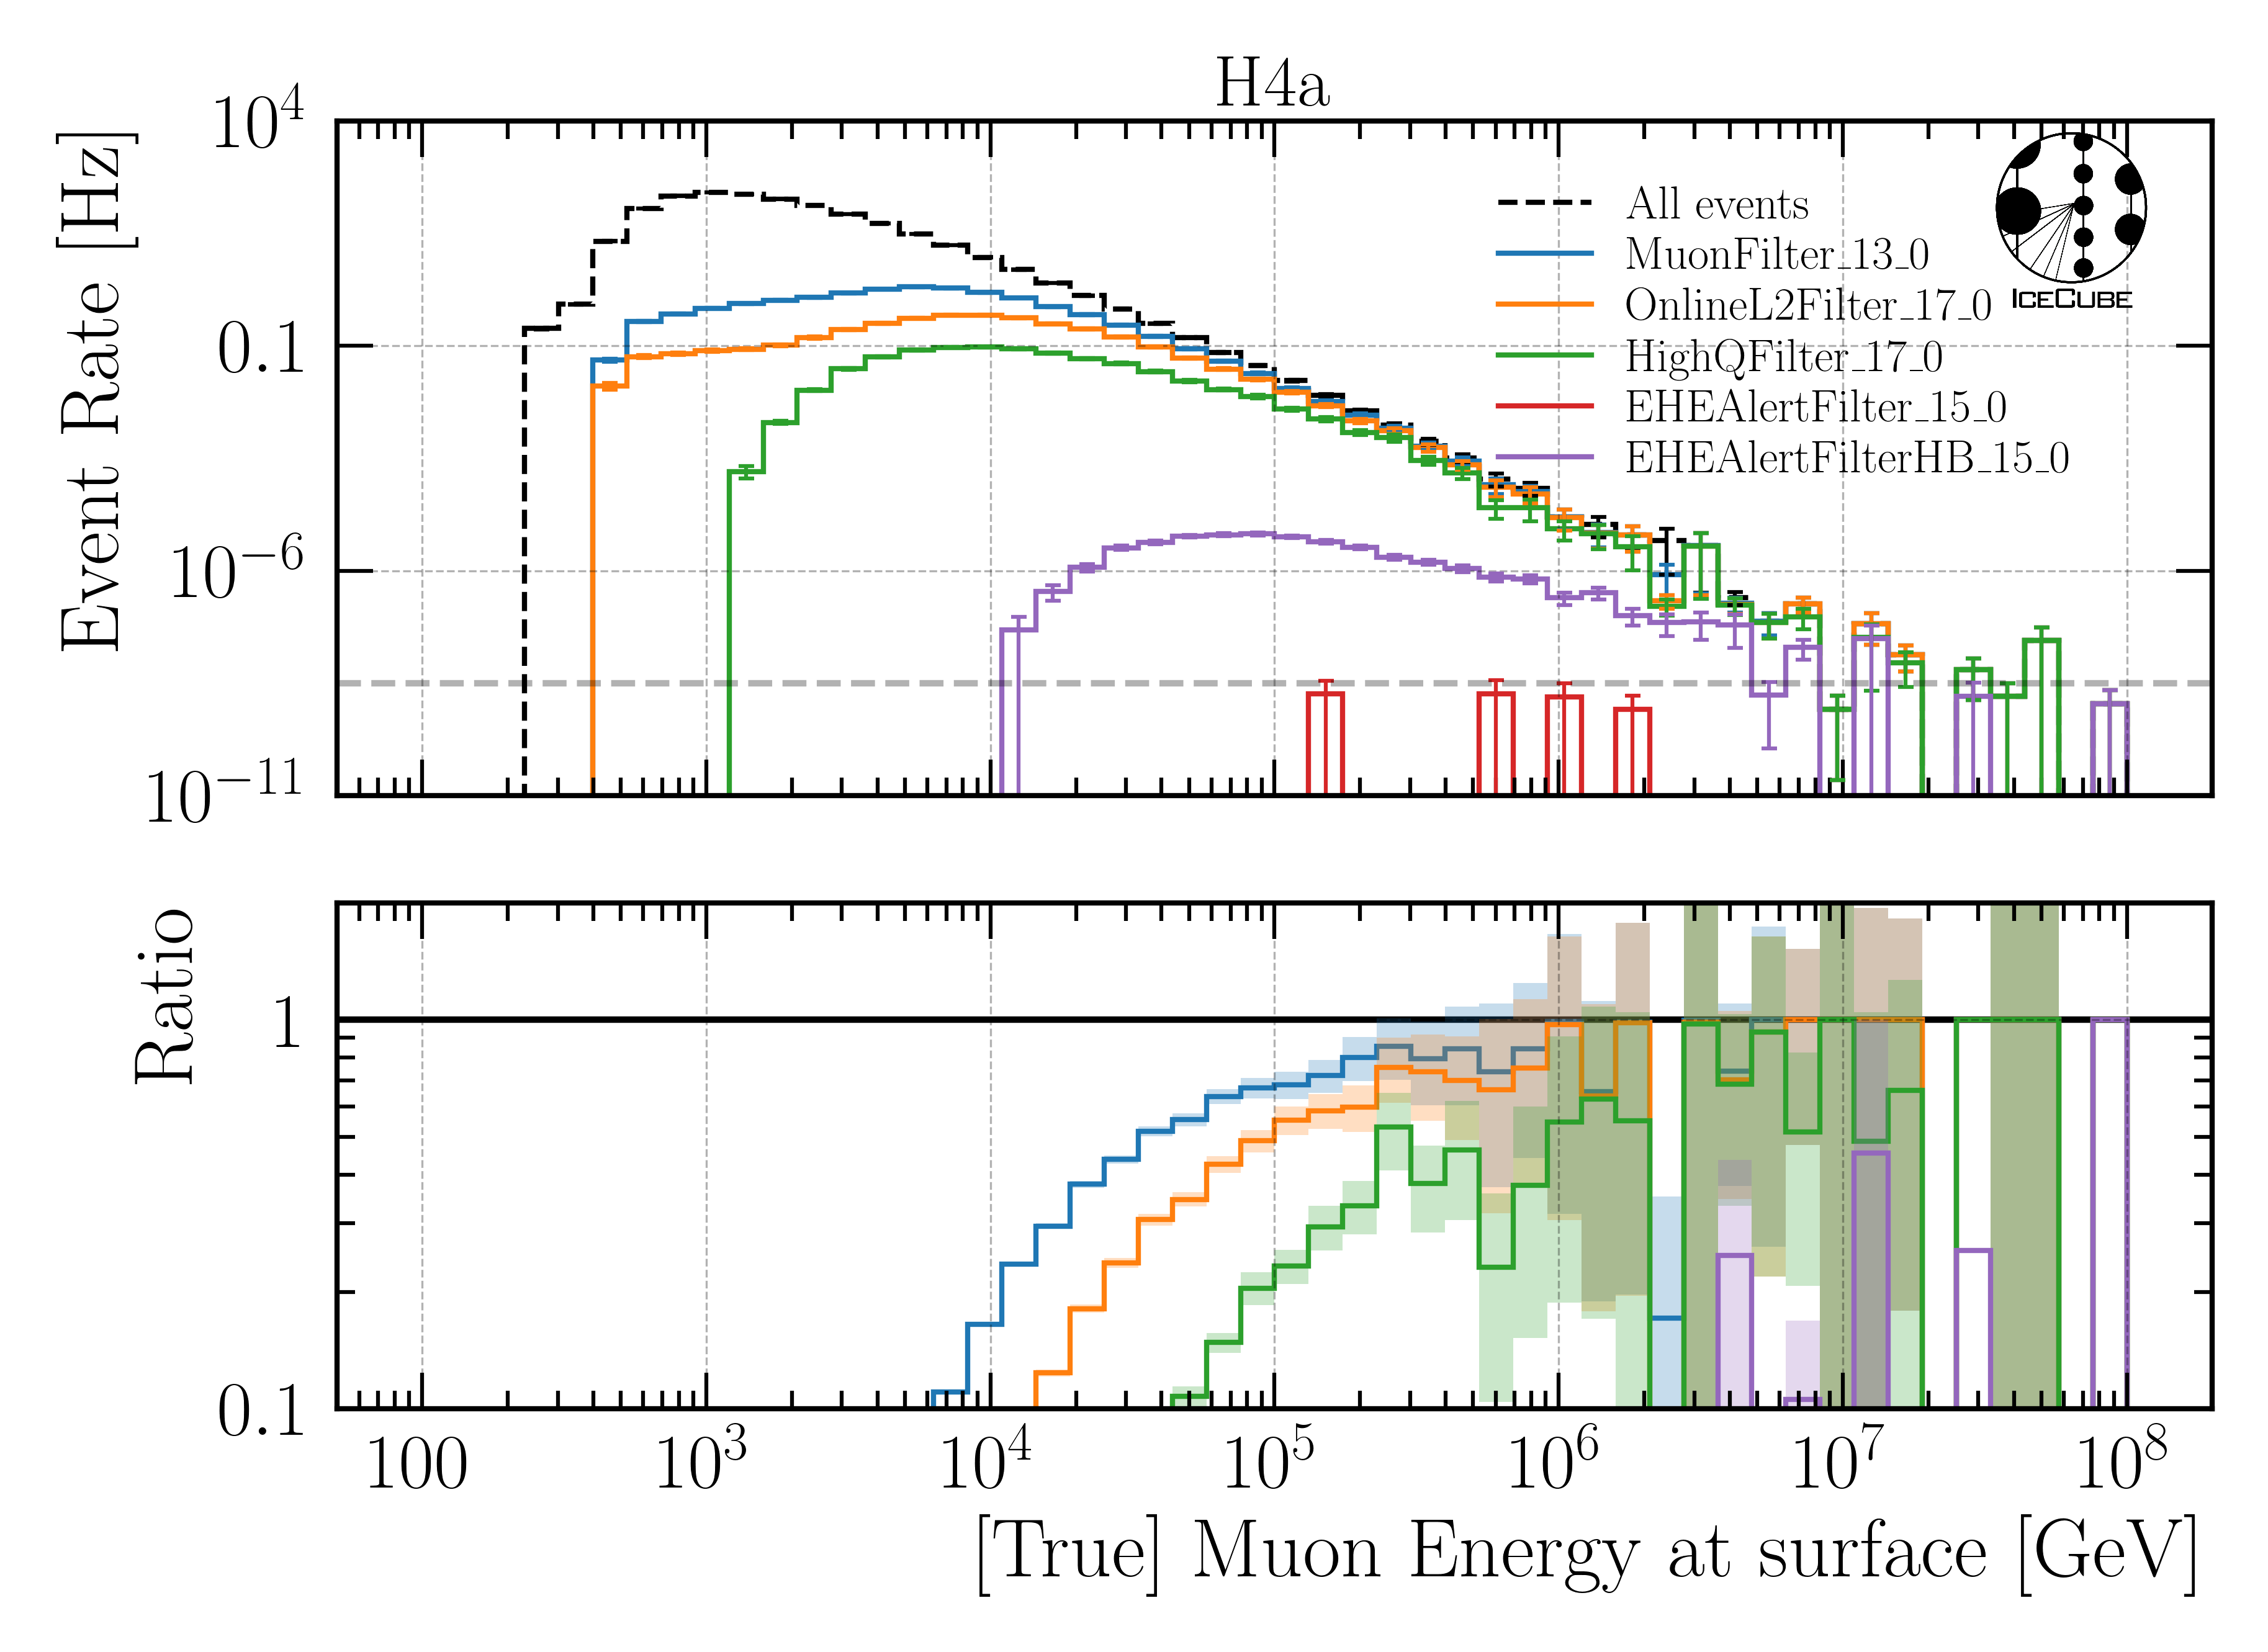 H4a
10^4
0.1
10^−6
10^−11
Event Rate [Hz]
All events
MuonFilter_13_0
OnlineL2Filter_17_0
HighQFilter_17_0
EHEAlertFilter_15_0
EHEAlertFilterHB_15_0
ICECUBE
Ratio
1
0.1
100 10^3 10^4 10^5 10^6 10^7 10^8
[True] Muon Energy at surface [GeV]